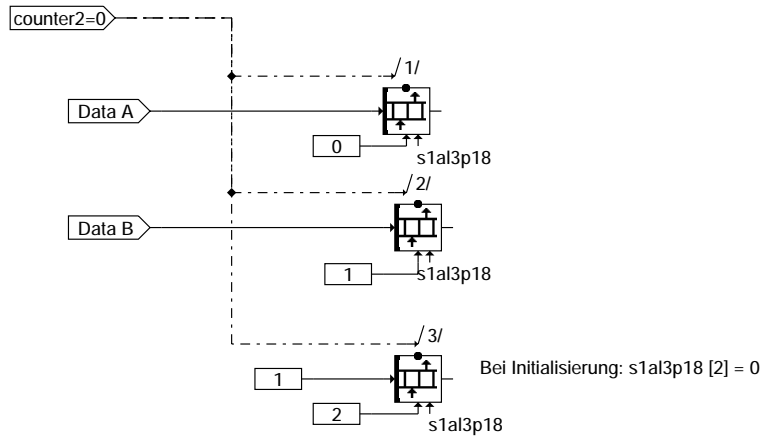 counter2=0
/1/
Data A
0
s1al3p18
/2/
Data B
1
s1al3p18
/3/
1
Bei Initialisierung: s1al3p18 [2] = 0
2
s1al3p18